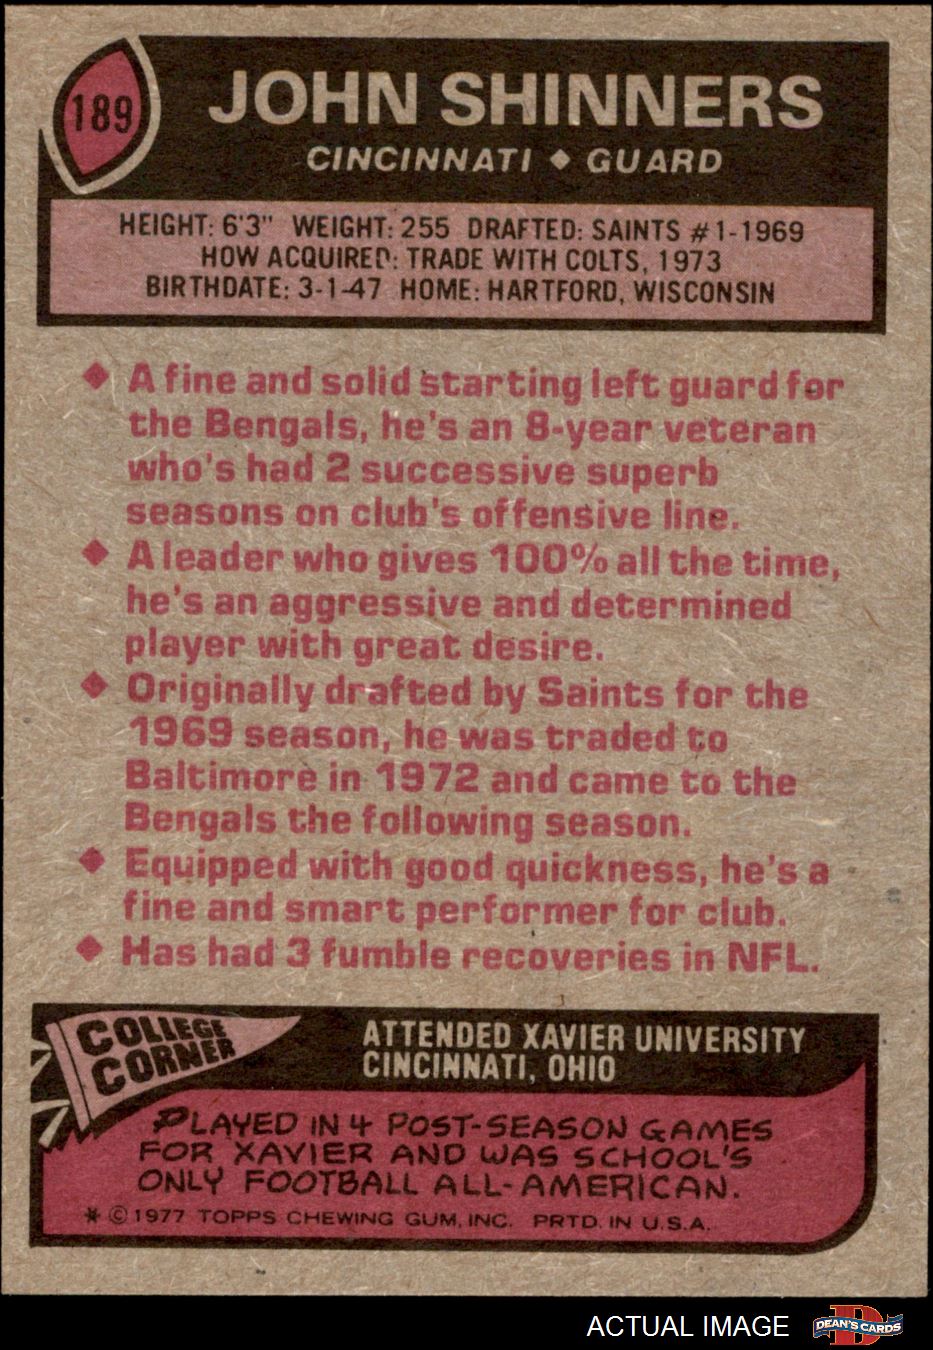 189
JOHN SHINNERS
CINCINNATI ♦ GUARD
HEIGHT: 6'3" WEIGHT: 255 DRAFTED: SAINTS #1-1969
HOW ACQUIRED: TRADE WITH COLTS, 1973
BIRTHDATE: 3-1-47 HOME: HARTFORD, WISCONSIN
♦ A fine and solid starting left guard for
the Bengals, he's an 8-year veteran
who's had 2 successive superb
seasons on club's offensive line.
♦ A leader who gives 100% all the time,
he's an aggressive and determined
player with great desire.
♦ Originally drafted by Saints for the
1969 season, he was traded to
Baltimore in 1972 and came to the
Bengals the following season.
♦ Equipped with good quickness, he's a
fine and smart performer for club.
♦ Has had 3 fumble recoveries in NFL.
COLLEGE
CORNER
ATTENDED XAVIER UNIVERSITY
CINCINNATI, OHIO
PLAYED IN 4 POST-SEASON GAMES
FOR XAVIER AND WAS SCHOOL'S
ONLY FOOTBALL ALL-AMERICAN.
* © 1977 TOPPS CHEWING GUM, INC. PRTD. IN U.S.A.
ACTUAL IMAGE
D
DEAN'S CARDS